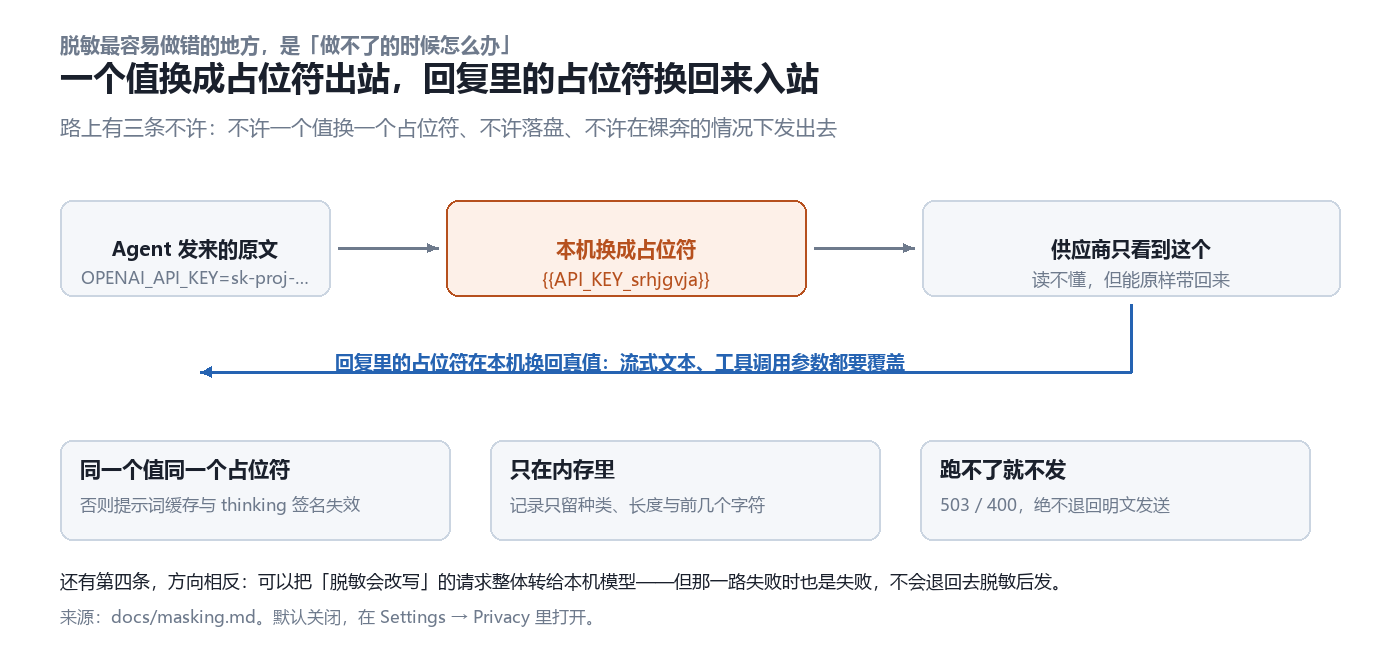 脱敏最容易做错的地方，是「做不了的时候怎么办」
一个值换成占位符出站，回复里的占位符换回来入站
路上有三条不许：不许一个值换一个占位符、不许落盘、不许在裸奔的情况下发出去
Agent 发来的原文
OPENAI_API_KEY=sk-proj-...
本机换成占位符
{{API_KEY_srhjgvja}}
供应商只看到这个
读不懂，但能原样带回来
回复里的占位符在本机换回真值：流式文本、工具调用参数都要覆盖
同一个值同一个占位符
否则提示词缓存与 thinking 签名失效
只在内存里
记录只留种类、长度与前几个字符
跑不了就不发
503 / 400，绝不退回明文发送
还有第四条，方向相反：可以把「脱敏会改写」的请求整体转给本机模型——但那一路失败时也是失败，不会退回去脱敏后发。
来源：docs/masking.md。默认关闭，在 Settings → Privacy 里打开。